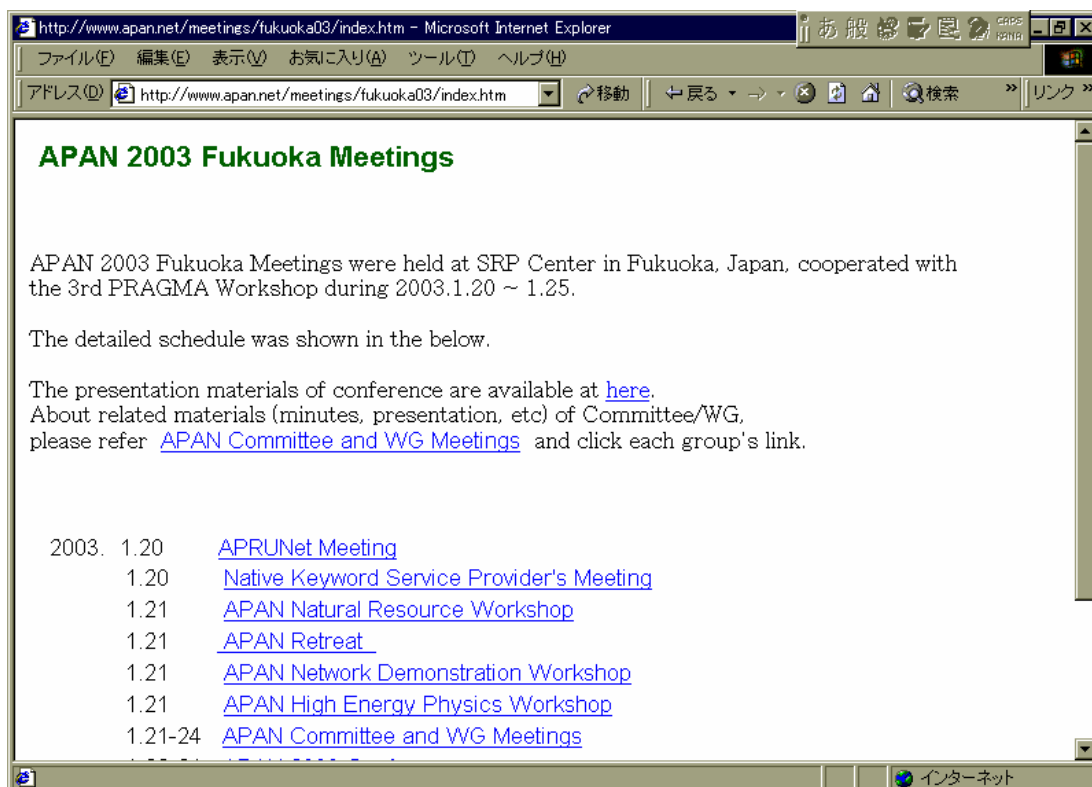 http://www.apan.net/meetings/fukuoka03/index.htm - Microsoft Internet Explorer
あ 般 CAPS KANA
ファイル(F) 編集(E) 表示(V) お気に入り(A) ツール(T) ヘルプ(H)
アドレス(D) http://www.apan.net/meetings/fukuoka03/index.htm 移動 戻る 検索 » リンク »
APAN 2003 Fukuoka Meetings
APAN 2003 Fukuoka Meetings were held at SRP Center in Fukuoka, Japan, cooperated with
the 3rd PRAGMA Workshop during 2003.1.20 ~ 1.25.
The detailed schedule was shown in the below.
The presentation materials of conference are available at here.
About related materials (minutes, presentation, etc) of Committee/WG,
please refer APAN Committee and WG Meetings and click each group's link.
2003. 1.20 APRUNet Meeting
1.20 Native Keyword Service Provider's Meeting
1.21 APAN Natural Resource Workshop
1.21 APAN Retreat
1.21 APAN Network Demonstration Workshop
1.21 APAN High Energy Physics Workshop
1.21-24 APAN Committee and WG Meetings
インターネット